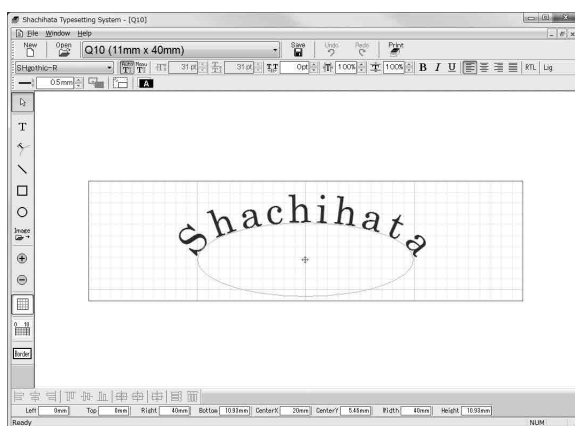 Shachihata Typesetting System - [Q10]
File Window Help
New Open Q10 (11mm x 40mm) Save Undo Redo Print
SHgothic-R 31 pt 31 pt 0pt 100% 100% B I U RTL Lig
0.5mm A
T
Image
0 10
Border
Shachihata
Left 0mm Top 0mm Right 40mm Bottom 10.93mm CenterX 20mm CenterY 5.46mm Width 40mm Height 10.93mm
Ready NUM